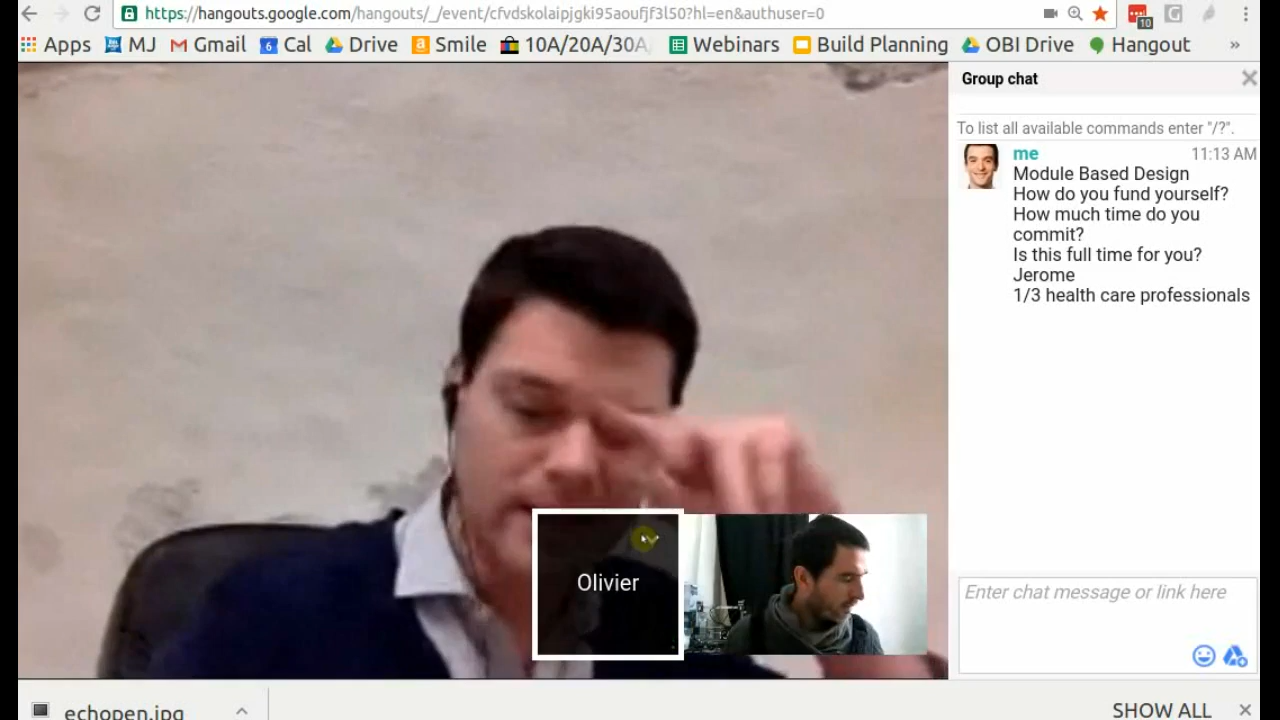 https://hangouts.google.com/hangouts/_/event/cfvdskolaipjgki95aoufjf3l50?hl=en&authuser=0
10
Apps MJ Gmail 6 Cal Drive a Smile 10A/20A/30A Webinars Build Planning OBI Drive Hangout »
Group chat
To list all available commands enter "/?".
me 11:13 AM
Module Based Design
How do you fund yourself?
How much time do you
commit?
Is this full time for you?
Jerome
1/3 health care professionals
Olivier
Enter chat message or link here
echopen.jpg
SHOW ALL